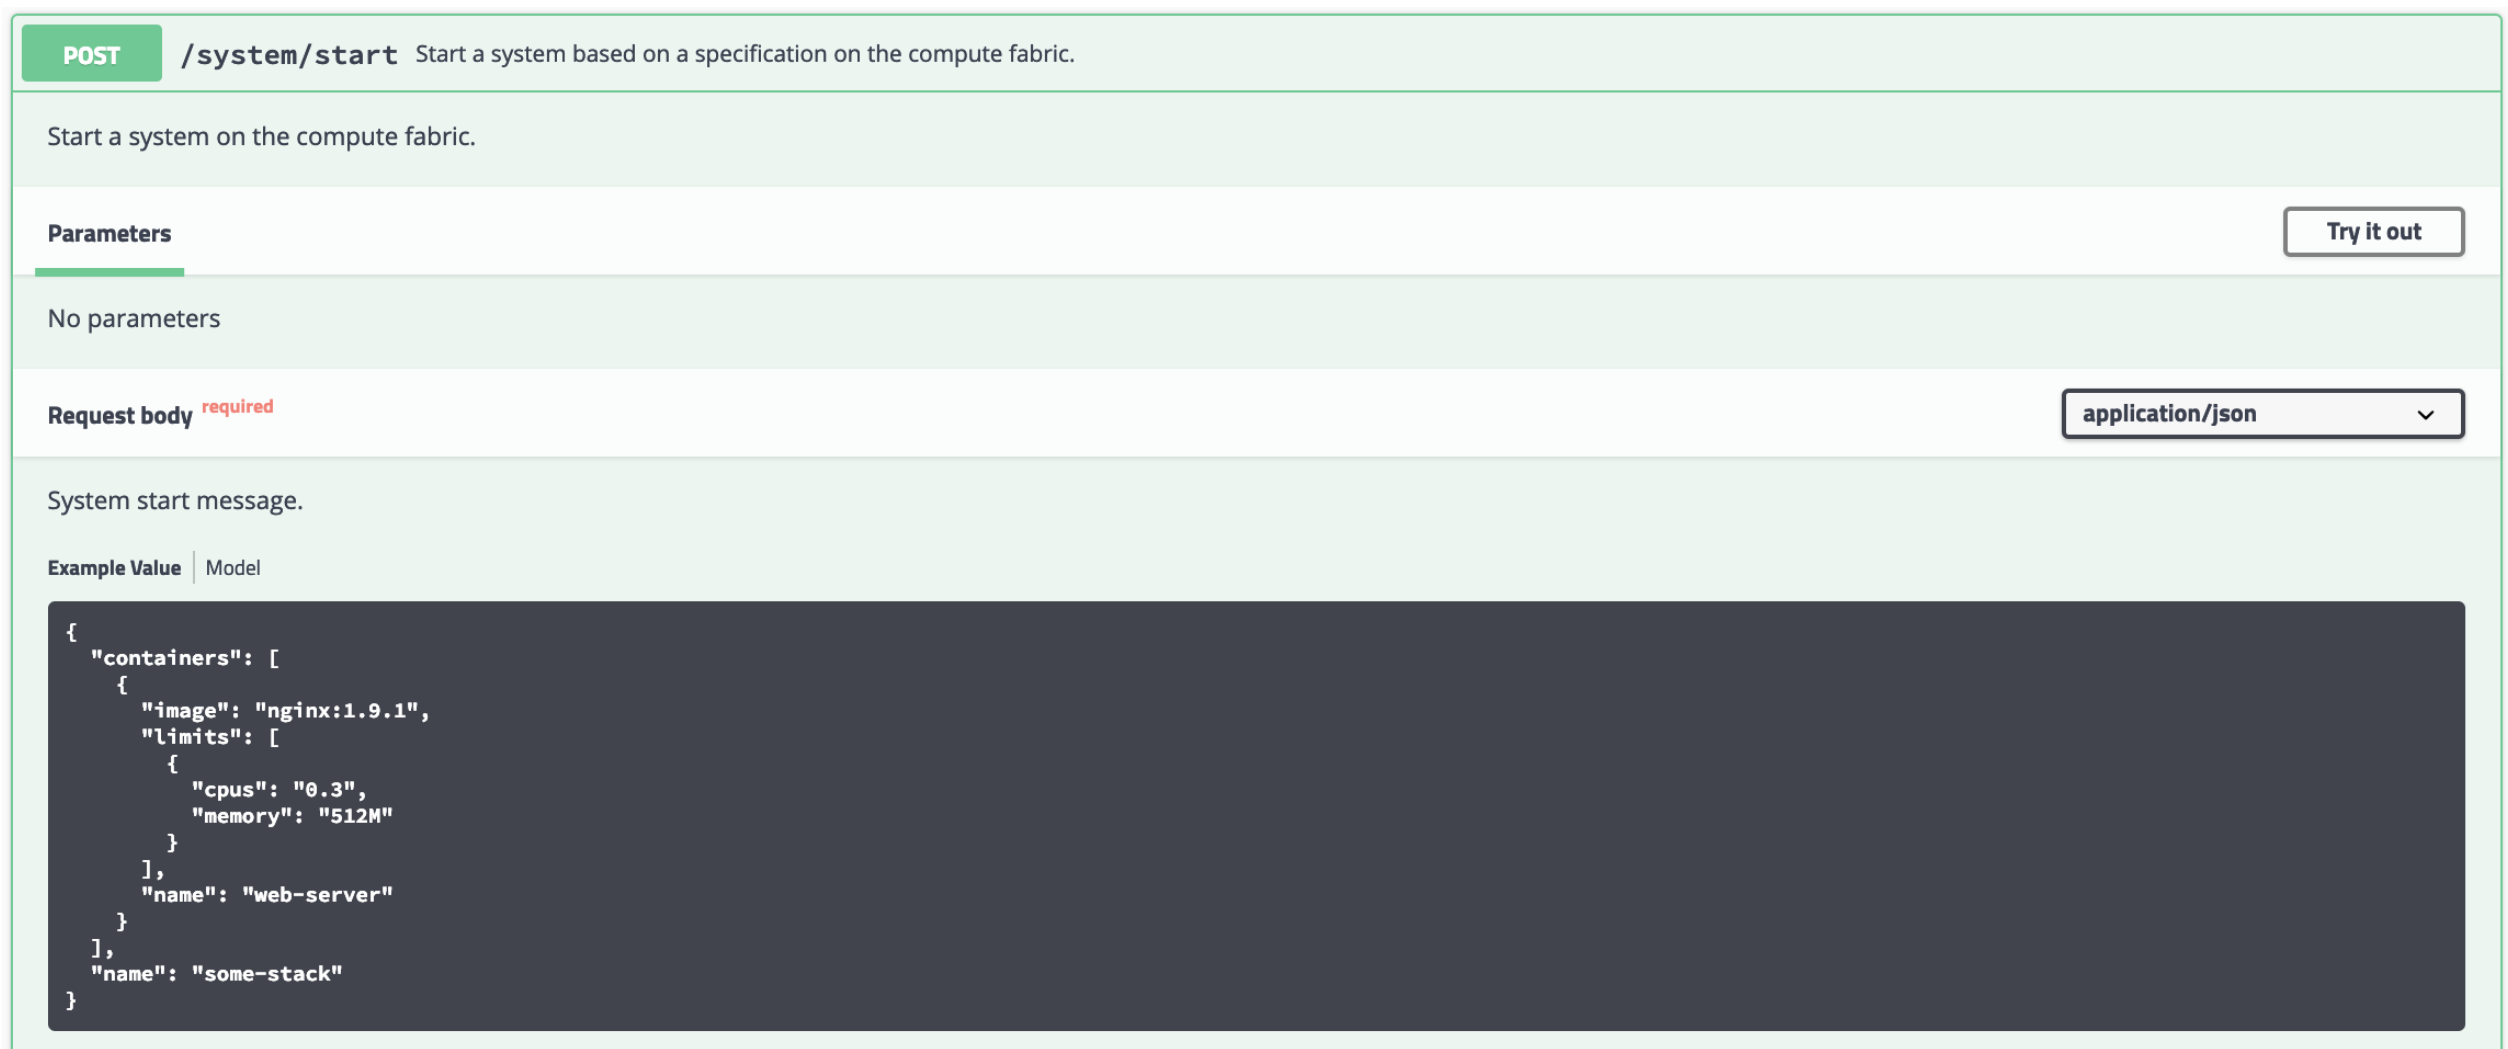 POST /system/start Start a system based on a specification on the compute fabric.
Start a system on the compute fabric.
Parameters
Try it out
No parameters
Request body required
application/json
System start message.
Example Value Model
{
  "containers": [
    {
      "image": "nginx:1.9.1",
      "limits": [
        {
          "cpus": "0.3",
          "memory": "512M"
        }
      ],
      "name": "web-server"
    }
  ],
  "name": "some-stack"
}